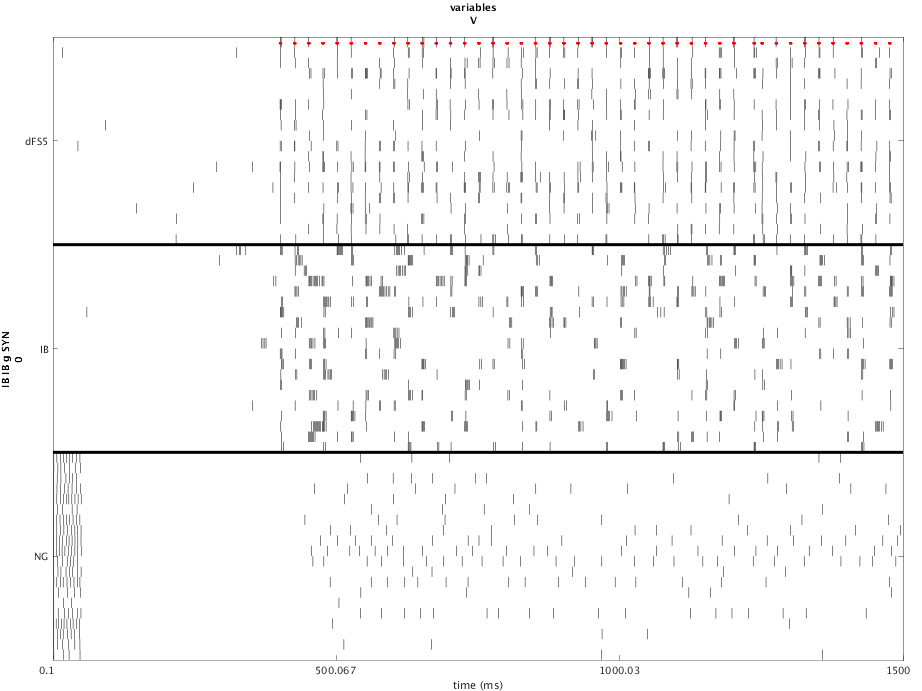 variables
V
dFS5
IB
NG
IB IB g SYN
0
0.1
500.067
1000.03
1500
time (ms)